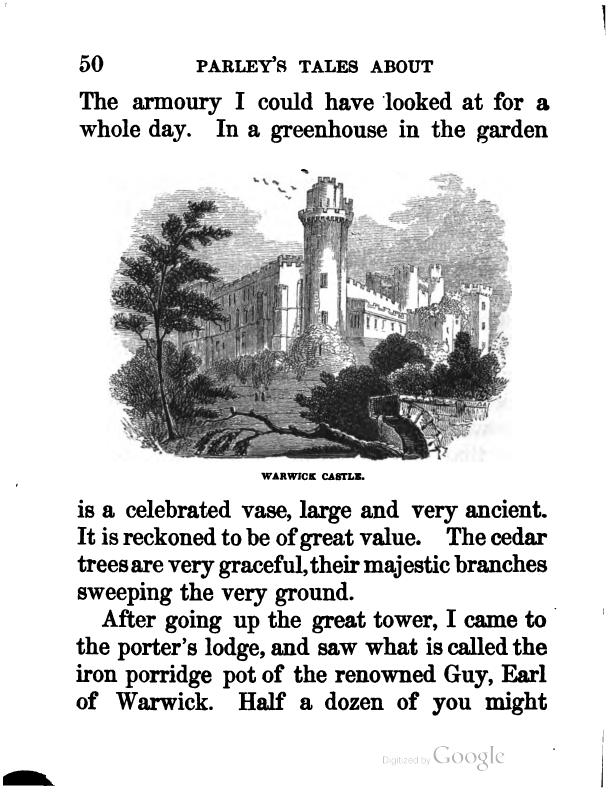 50 PARLEY'S TALES ABOUT
The armoury I could have looked at for a
whole day. In a greenhouse in the garden
WARWICK CASTLE.
is a celebrated vase, large and very ancient.
It is reckoned to be of great value. The cedar
trees are very graceful, their majestic branches
sweeping the very ground.
After going up the great tower, I came to
the porter's lodge, and saw what is called the
iron porridge pot of the renowned Guy, Earl
of Warwick. Half a dozen of you might
Digitized by Google